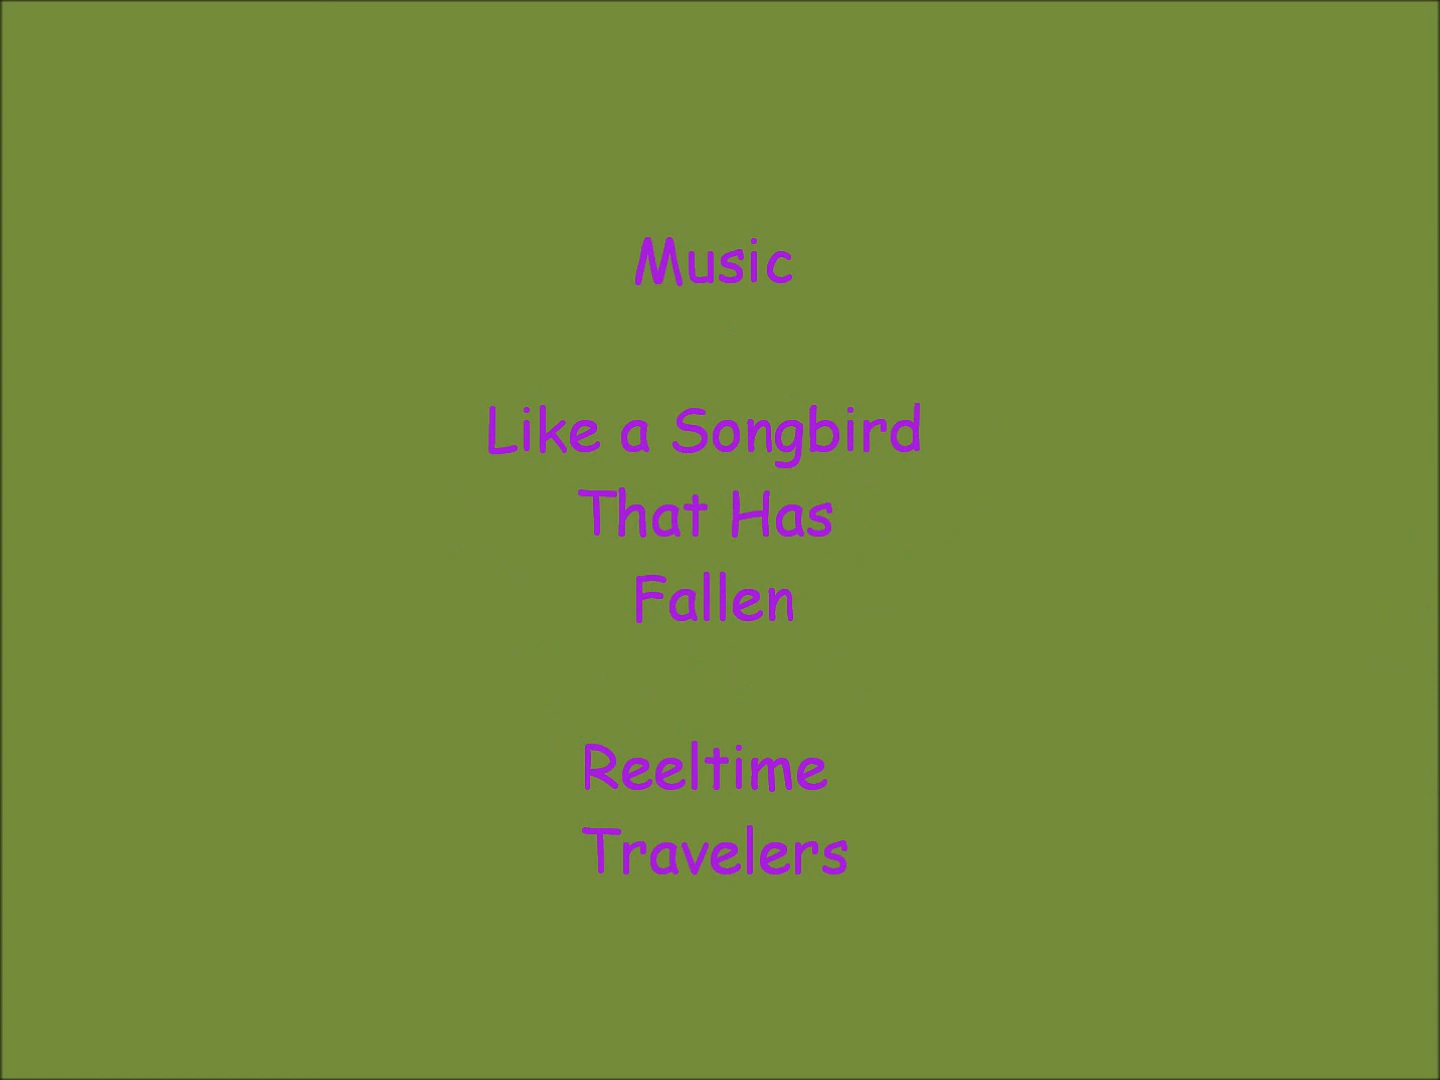 Music
Like a Songbird
That Has
Fallen
Reeltime
Travelers